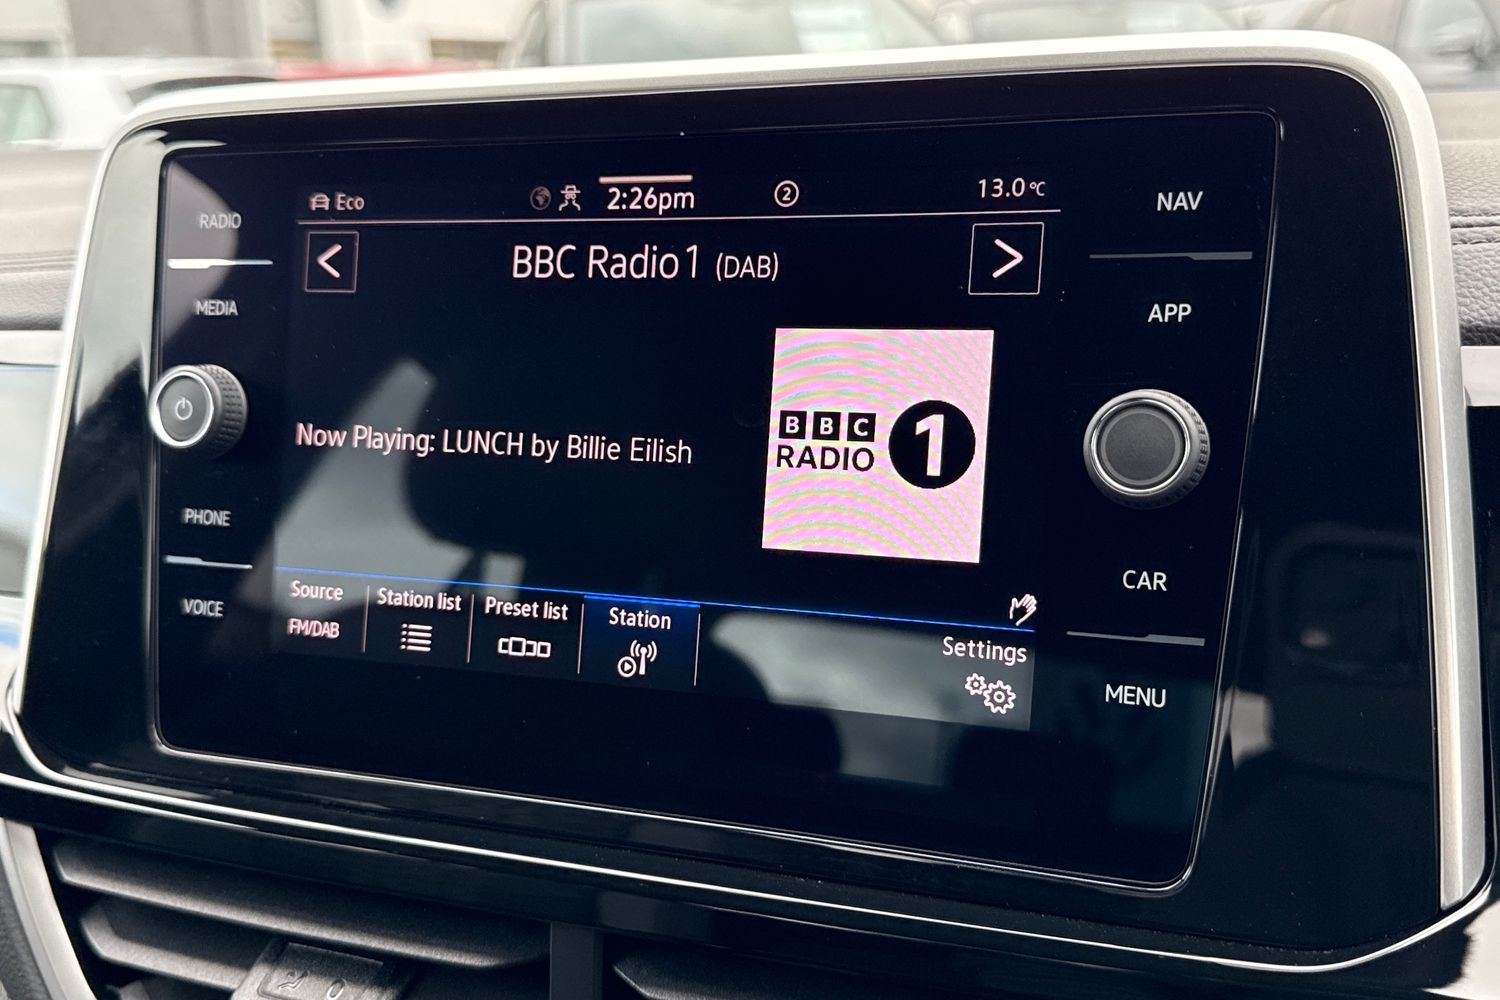 RADIO
MEDIA
PHONE
VOICE
Eco
2:26pm
2
13.0°C
<
BBC Radio 1 (DAB)
>
Now Playing: LUNCH by Billie Eilish
BBC
RADIO
1
Source
FM/DAB
Station list
Preset list
Station
Settings
NAV
APP
CAR
MENU